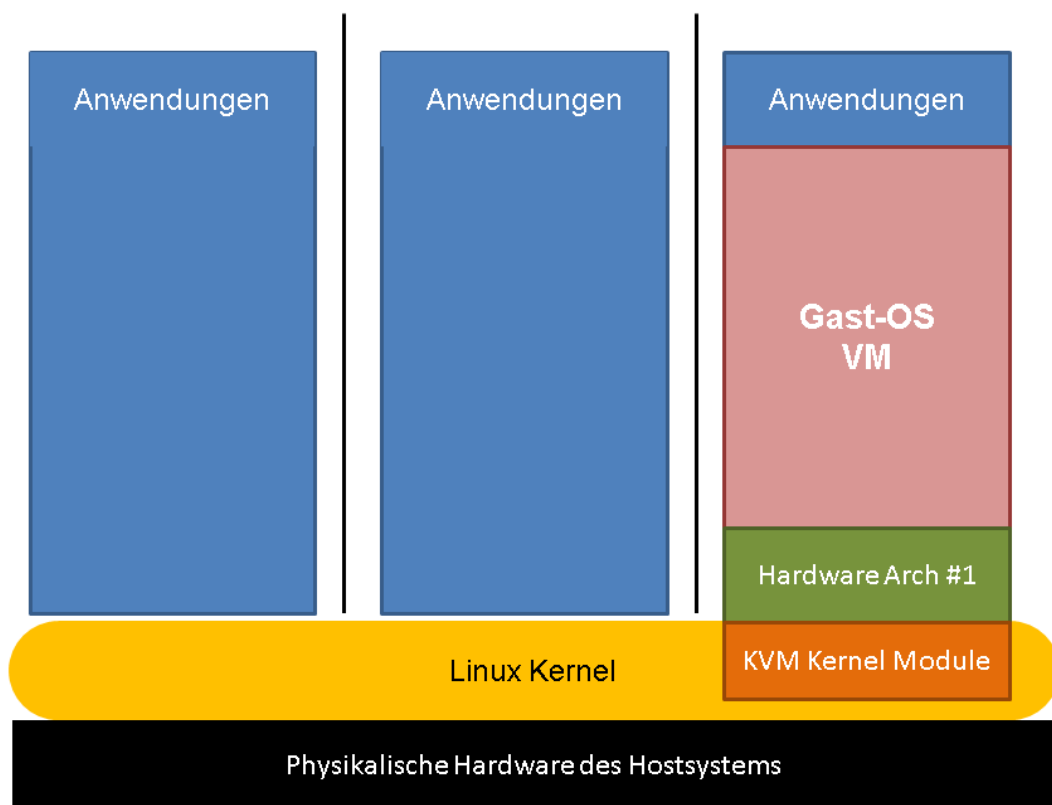 Anwendungen
Anwendungen
Anwendungen
Gast-OS
VM
Hardware Arch #1
KVM Kernel Module
Linux Kernel
Physikalische Hardware des Hostsystems